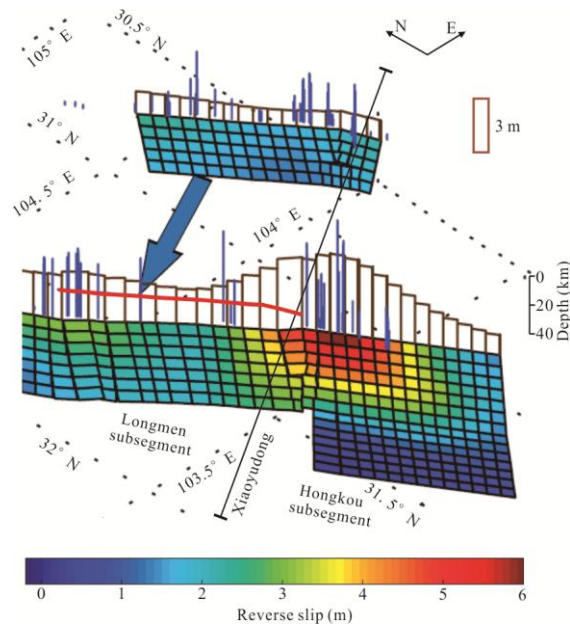 30.5° N
105° E
N
E
3 m
31° N
104.5° E
104° E
0
20
40
Depth (km)
Longmen
subsegment
32° N
103.5° E
Xiaoyudong
31.5° N
Hongkou
subsegment
0 1 2 3 4 5 6
Reverse slip (m)